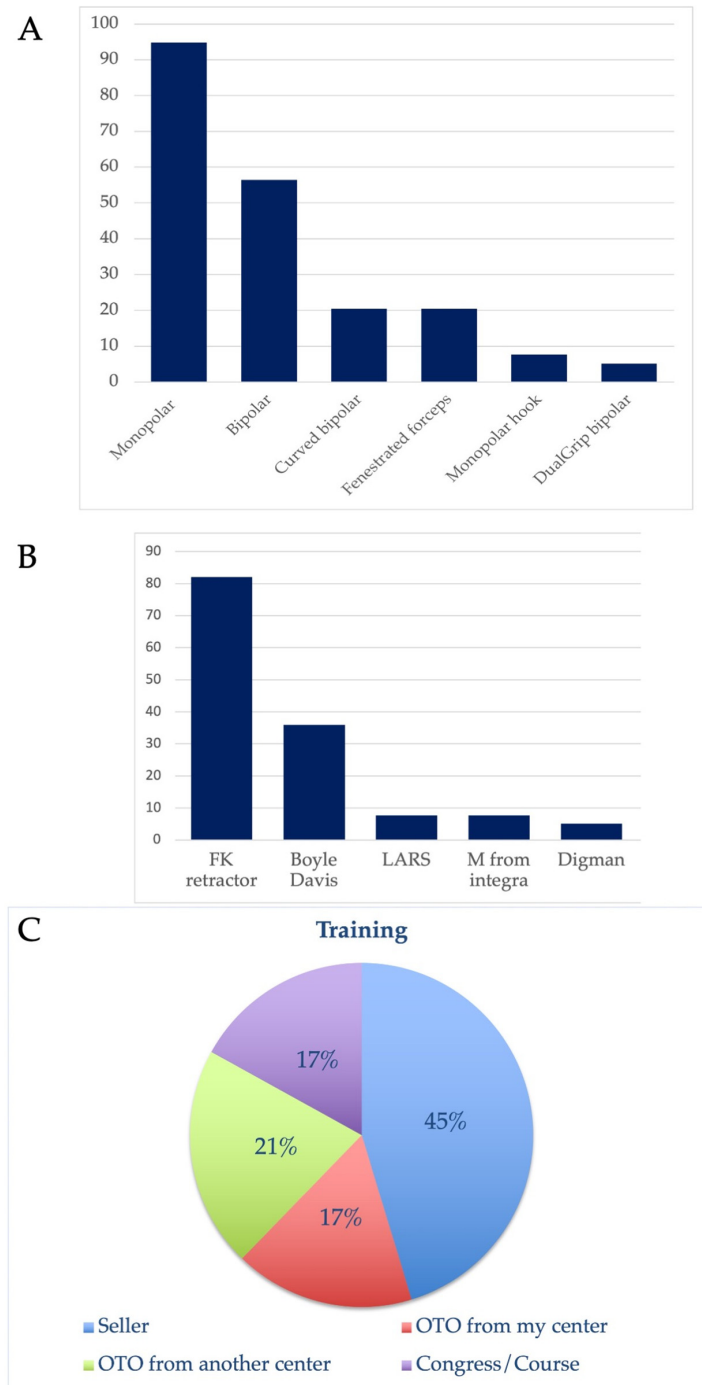 A
100
90
80
70
60
50
40
30
20
10
0
Monopolar
Bipolar
Curved bipolar
Fenestrated forceps
Monopolar hook
DualGrip bipolar
B
90
80
70
60
50
40
30
20
10
0
FK
retractor
Boyle
Davis
LARS
M from
integra
Digman
C
Training
17%
45%
21%
17%
Seller
OTO from my center
OTO from another center
Congress/Course